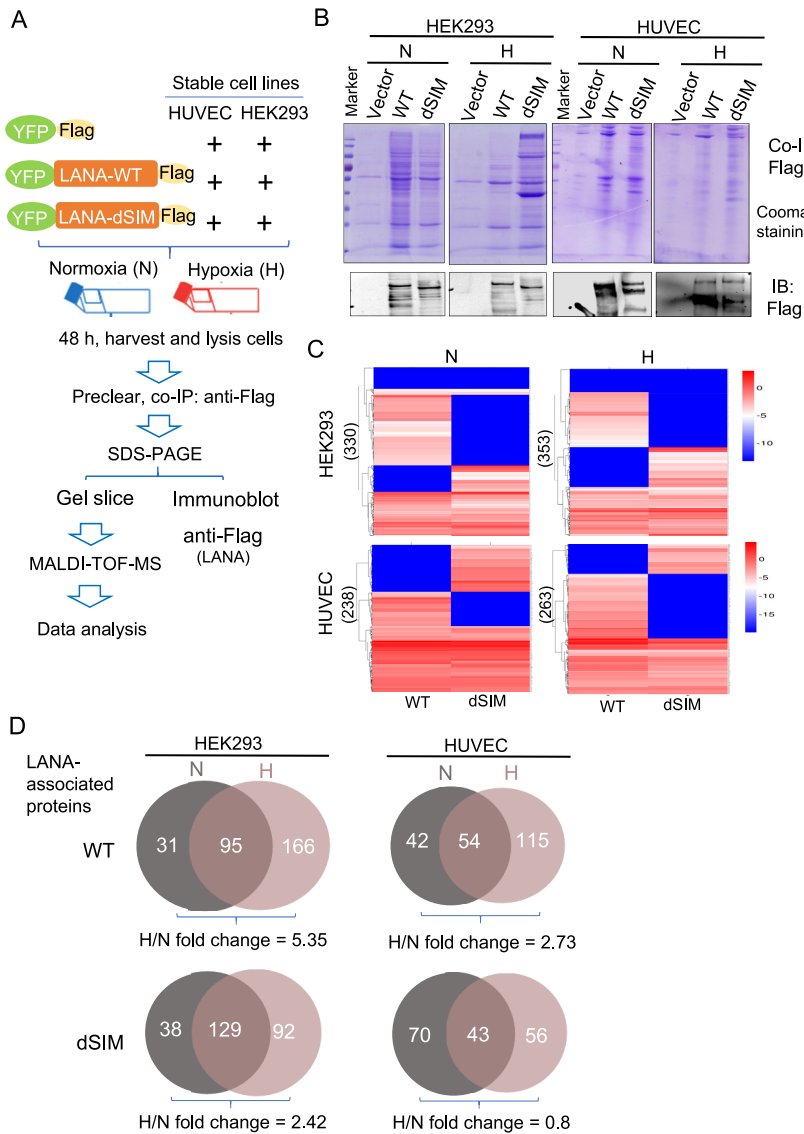 A
Stable cell lines
HUVEC HEK293
YFP Flag + +
YFP LANA-WT Flag + +
YFP LANA-dSIM Flag + +
Normoxia (N) Hypoxia (H)
48 h, harvest and lysis cells
Preclear, co-IP: anti-Flag
SDS-PAGE
Gel slice Immunoblot
anti-Flag
(LANA)
MALDI-TOF-MS
Data analysis
B
HEK293 HUVEC
N H N H
Marker Vector WT dSIM Vector WT dSIM Marker Vector WT dSIM Vector WT dSIM
Co-I
Flag
Cooma
stainin
IB:
Flag
C
N H
HEK293
(330) (353)
0
-5
-10
HUVEC
(238) (263)
0
-5
-10
-15
WT dSIM WT dSIM
D
HEK293 HUVEC
LANA-
associated
proteins
N H N H
WT 31 95 166 42 54 115
H/N fold change = 5.35 H/N fold change = 2.73
dSIM 38 129 92 70 43 56
H/N fold change = 2.42 H/N fold change = 0.8